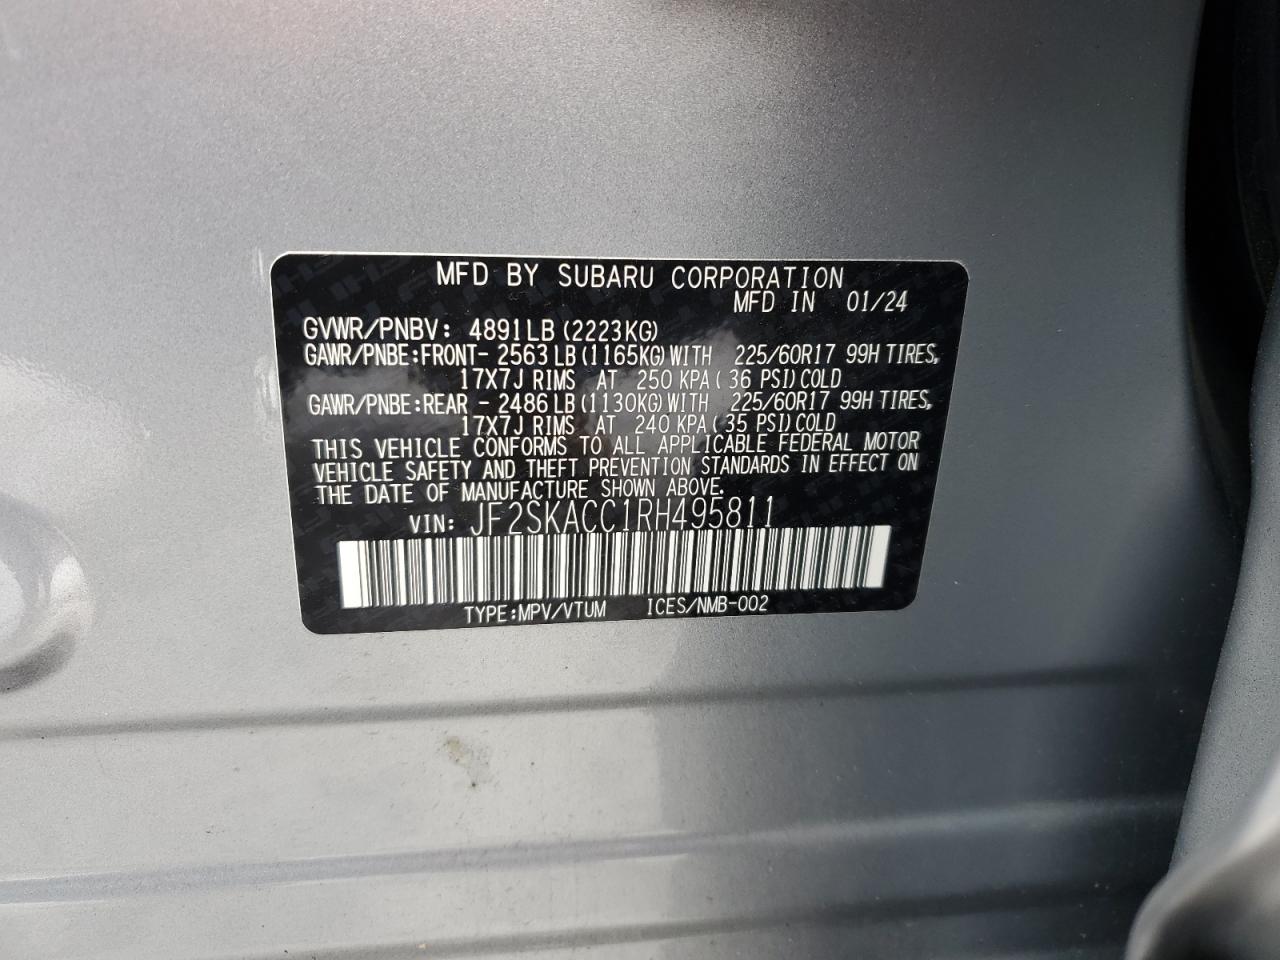 MFD BY SUBARU CORPORATION
MFD IN 01/24
GVWR/PNBV: 4891LB (2223KG)
GAWR/PNBE:FRONT- 2563LB (1165KG) WITH 225/60R17 99H TIRES,
17X7J RIMS AT 250 KPA ( 36 PSI) COLD
GAWR/PNBE:REAR - 2486LB (1130KG) WITH 225/60R17 99H TIRES,
17X7J RIMS AT 240 KPA ( 35 PSI) COLD
THIS VEHICLE CONFORMS TO ALL APPLICABLE FEDERAL MOTOR
VEHICLE SAFETY AND THEFT PREVENTION STANDARDS IN EFFECT ON
THE DATE OF MANUFACTURE SHOWN ABOVE.
VIN: JF2SKACC1RH495811
TYPE:MPV/VTUM ICES/NMB-002